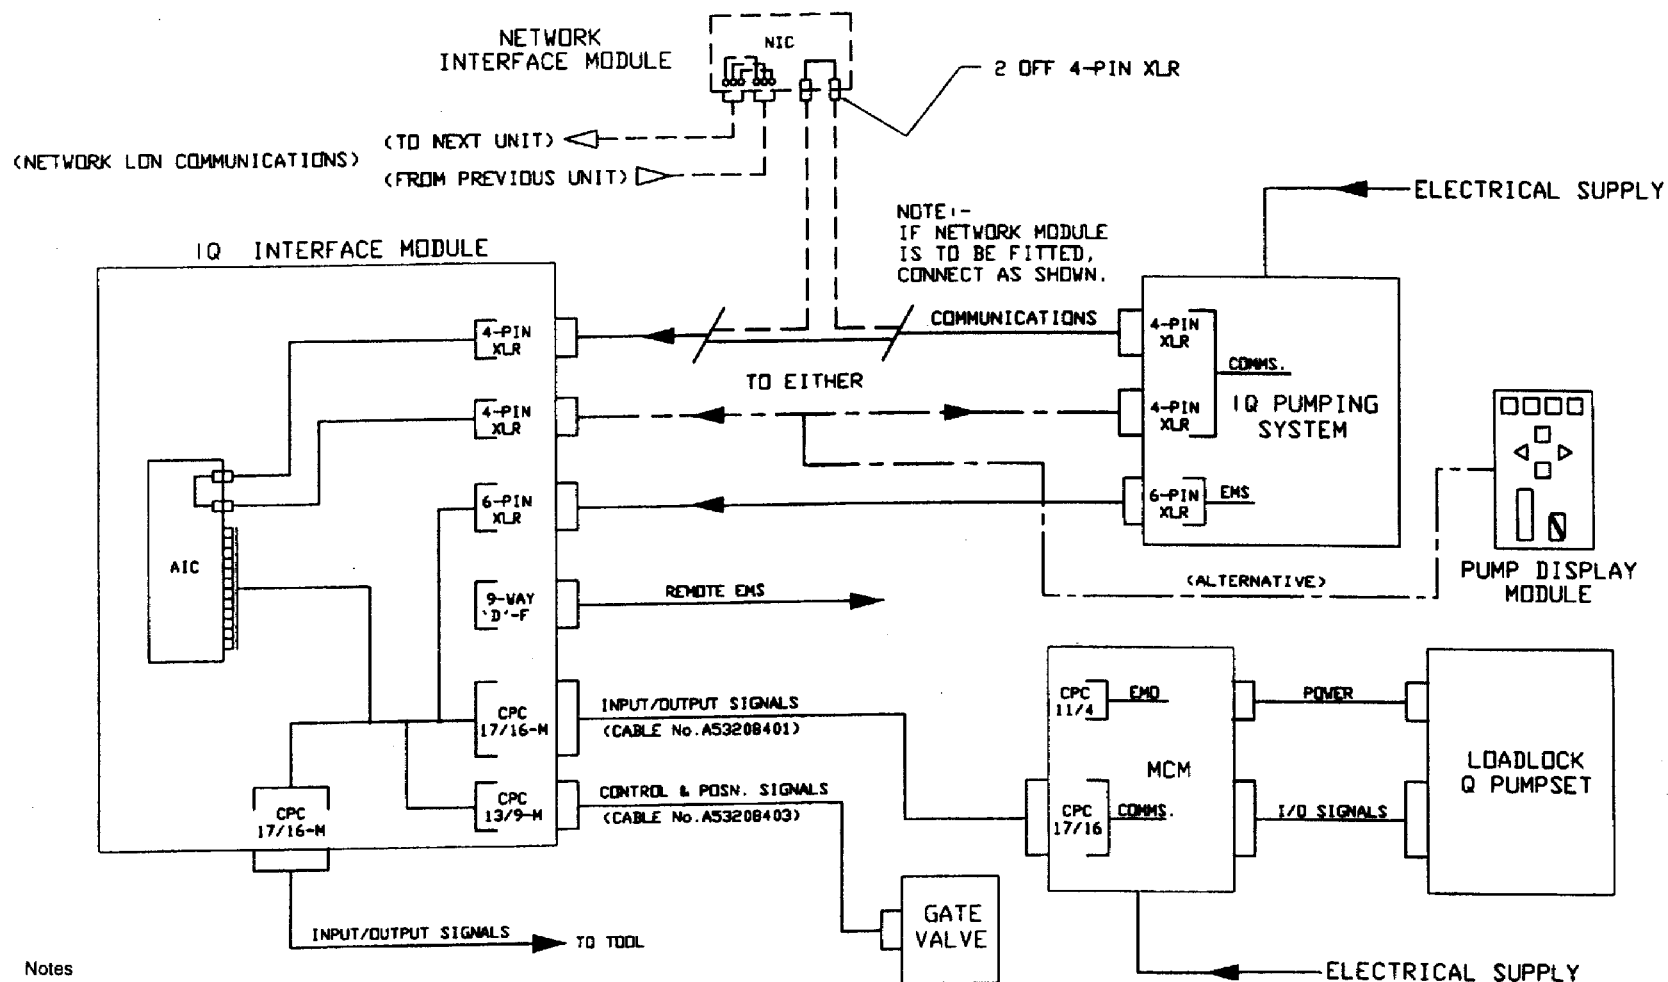 NETWORK
INTERFACE MODULE
NIC
2 OFF 4-PIN XLR
(TO NEXT UNIT)
(NETWORK LON COMMUNICATIONS)
(FROM PREVIOUS UNIT)
ELECTRICAL SUPPLY
NOTE:-
IF NETWORK MODULE
IS TO BE FITTED,
CONNECT AS SHOWN.
IQ INTERFACE MODULE
4-PIN
XLR
COMMUNICATIONS
4-PIN
XLR
COMMS.
TO EITHER
4-PIN
XLR
4-PIN
XLR
IQ PUMPING
SYSTEM
6-PIN
XLR
6-PIN
XLR
EMS
AIC
9-WAY
'D'-F
REMOTE EMS
(ALTERNATIVE)
PUMP DISPLAY
MODULE
CPC
17/16-M
INPUT/OUTPUT SIGNALS
(CABLE No.A53208401)
CPC
11/4
EMO
POWER
MCM
LOADLOCK
Q PUMPSET
CPC
13/9-M
CONTROL & POSN. SIGNALS
(CABLE No.A53208403)
CPC
17/16
COMMS.
I/O SIGNALS
CPC
17/16-M
GATE
VALVE
INPUT/OUTPUT SIGNALS
TO TOOL
ELECTRICAL SUPPLY
Notes